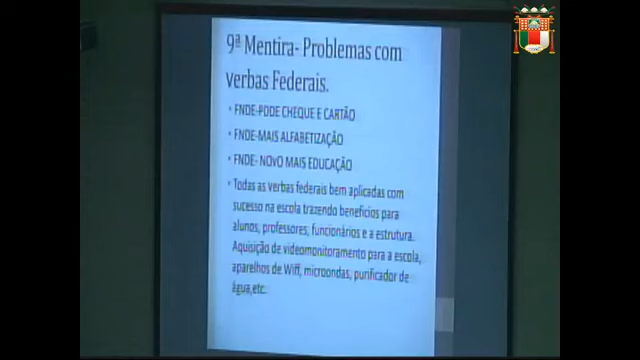 9ª Mentira- Problemas com
verbas Federais.
• FNDE-PDDE CHEQUE E CARTÃO
• FNDE-MAIS ALFABETIZAÇÃO
• FNDE- NOVO MAIS EDUCAÇÃO
• Todas as verbas federais bem aplicadas com
sucesso na escola trazendo benefícios para
alunos, professores, funcionários e a estrutura.
Aquisição de videomonitoramento para a escola,
aparelhos de Wiff, microondas, purificador de
água,etc.